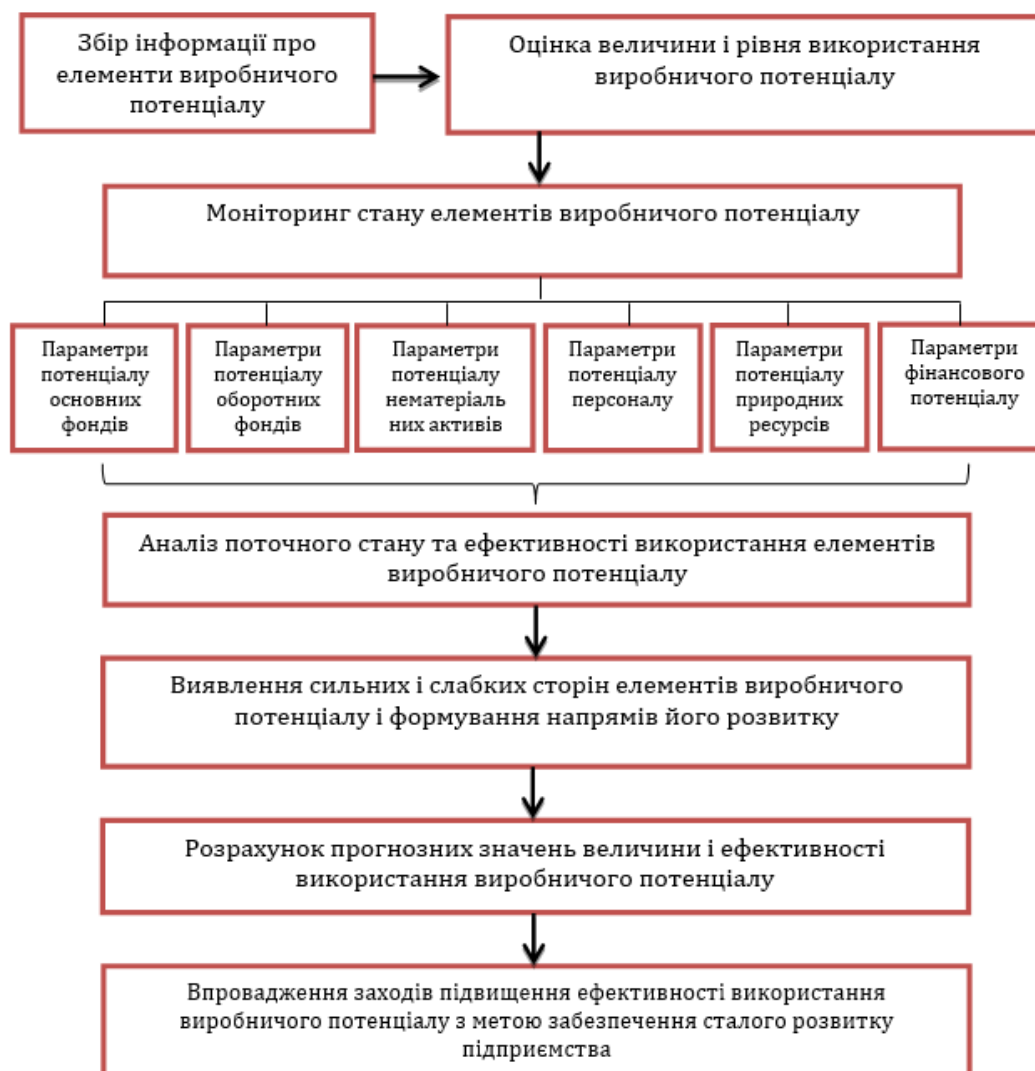 Збір інформації про
елементи виробничого
потенціалу
Оцінка величини і рівня використання
виробничого потенціалу
Моніторинг стану елементів виробничого потенціалу
Параметри
потенціалу
основних
фондів
Параметри
потенціалу
оборотних
фондів
Параметри
потенціалу
нематеріаль
них активів
Параметри
потенціалу
персоналу
Параметри
потенціалу
природних
ресурсів
Параметри
фінансового
потенціалу
Аналіз поточного стану та ефективності використання елементів
виробничого потенціалу
Виявлення сильних і слабких сторін елементів виробничого
потенціалу і формування напрямів його розвитку
Розрахунок прогнозних значень величини і ефективності
використання виробничого потенціалу
Впровадження заходів підвищення ефективності використання
виробничого потенціалу з метою забезпечення сталого розвитку
підприємства